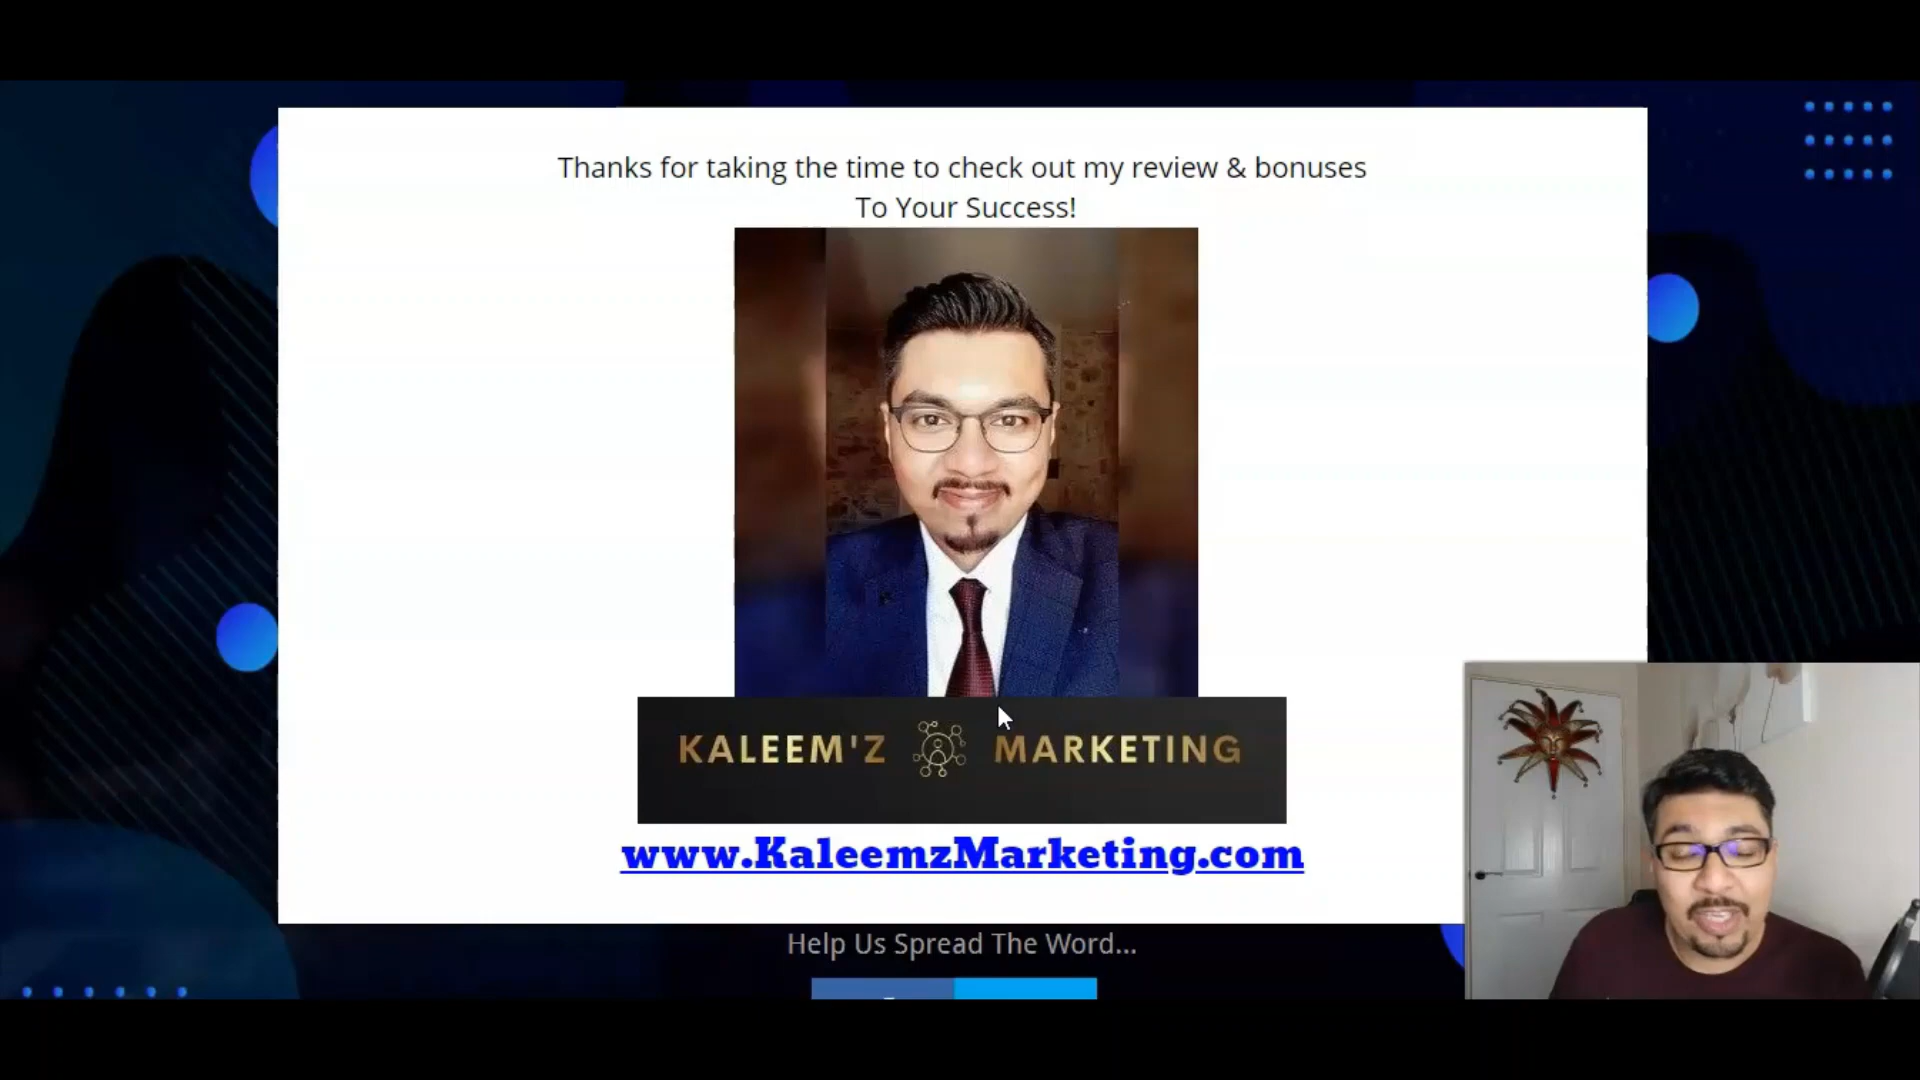 Thanks for taking the time to check out my review & bonuses
To Your Success!
KALEEM'Z MARKETING
www.KaleemzMarketing.com
Help Us Spread The Word...